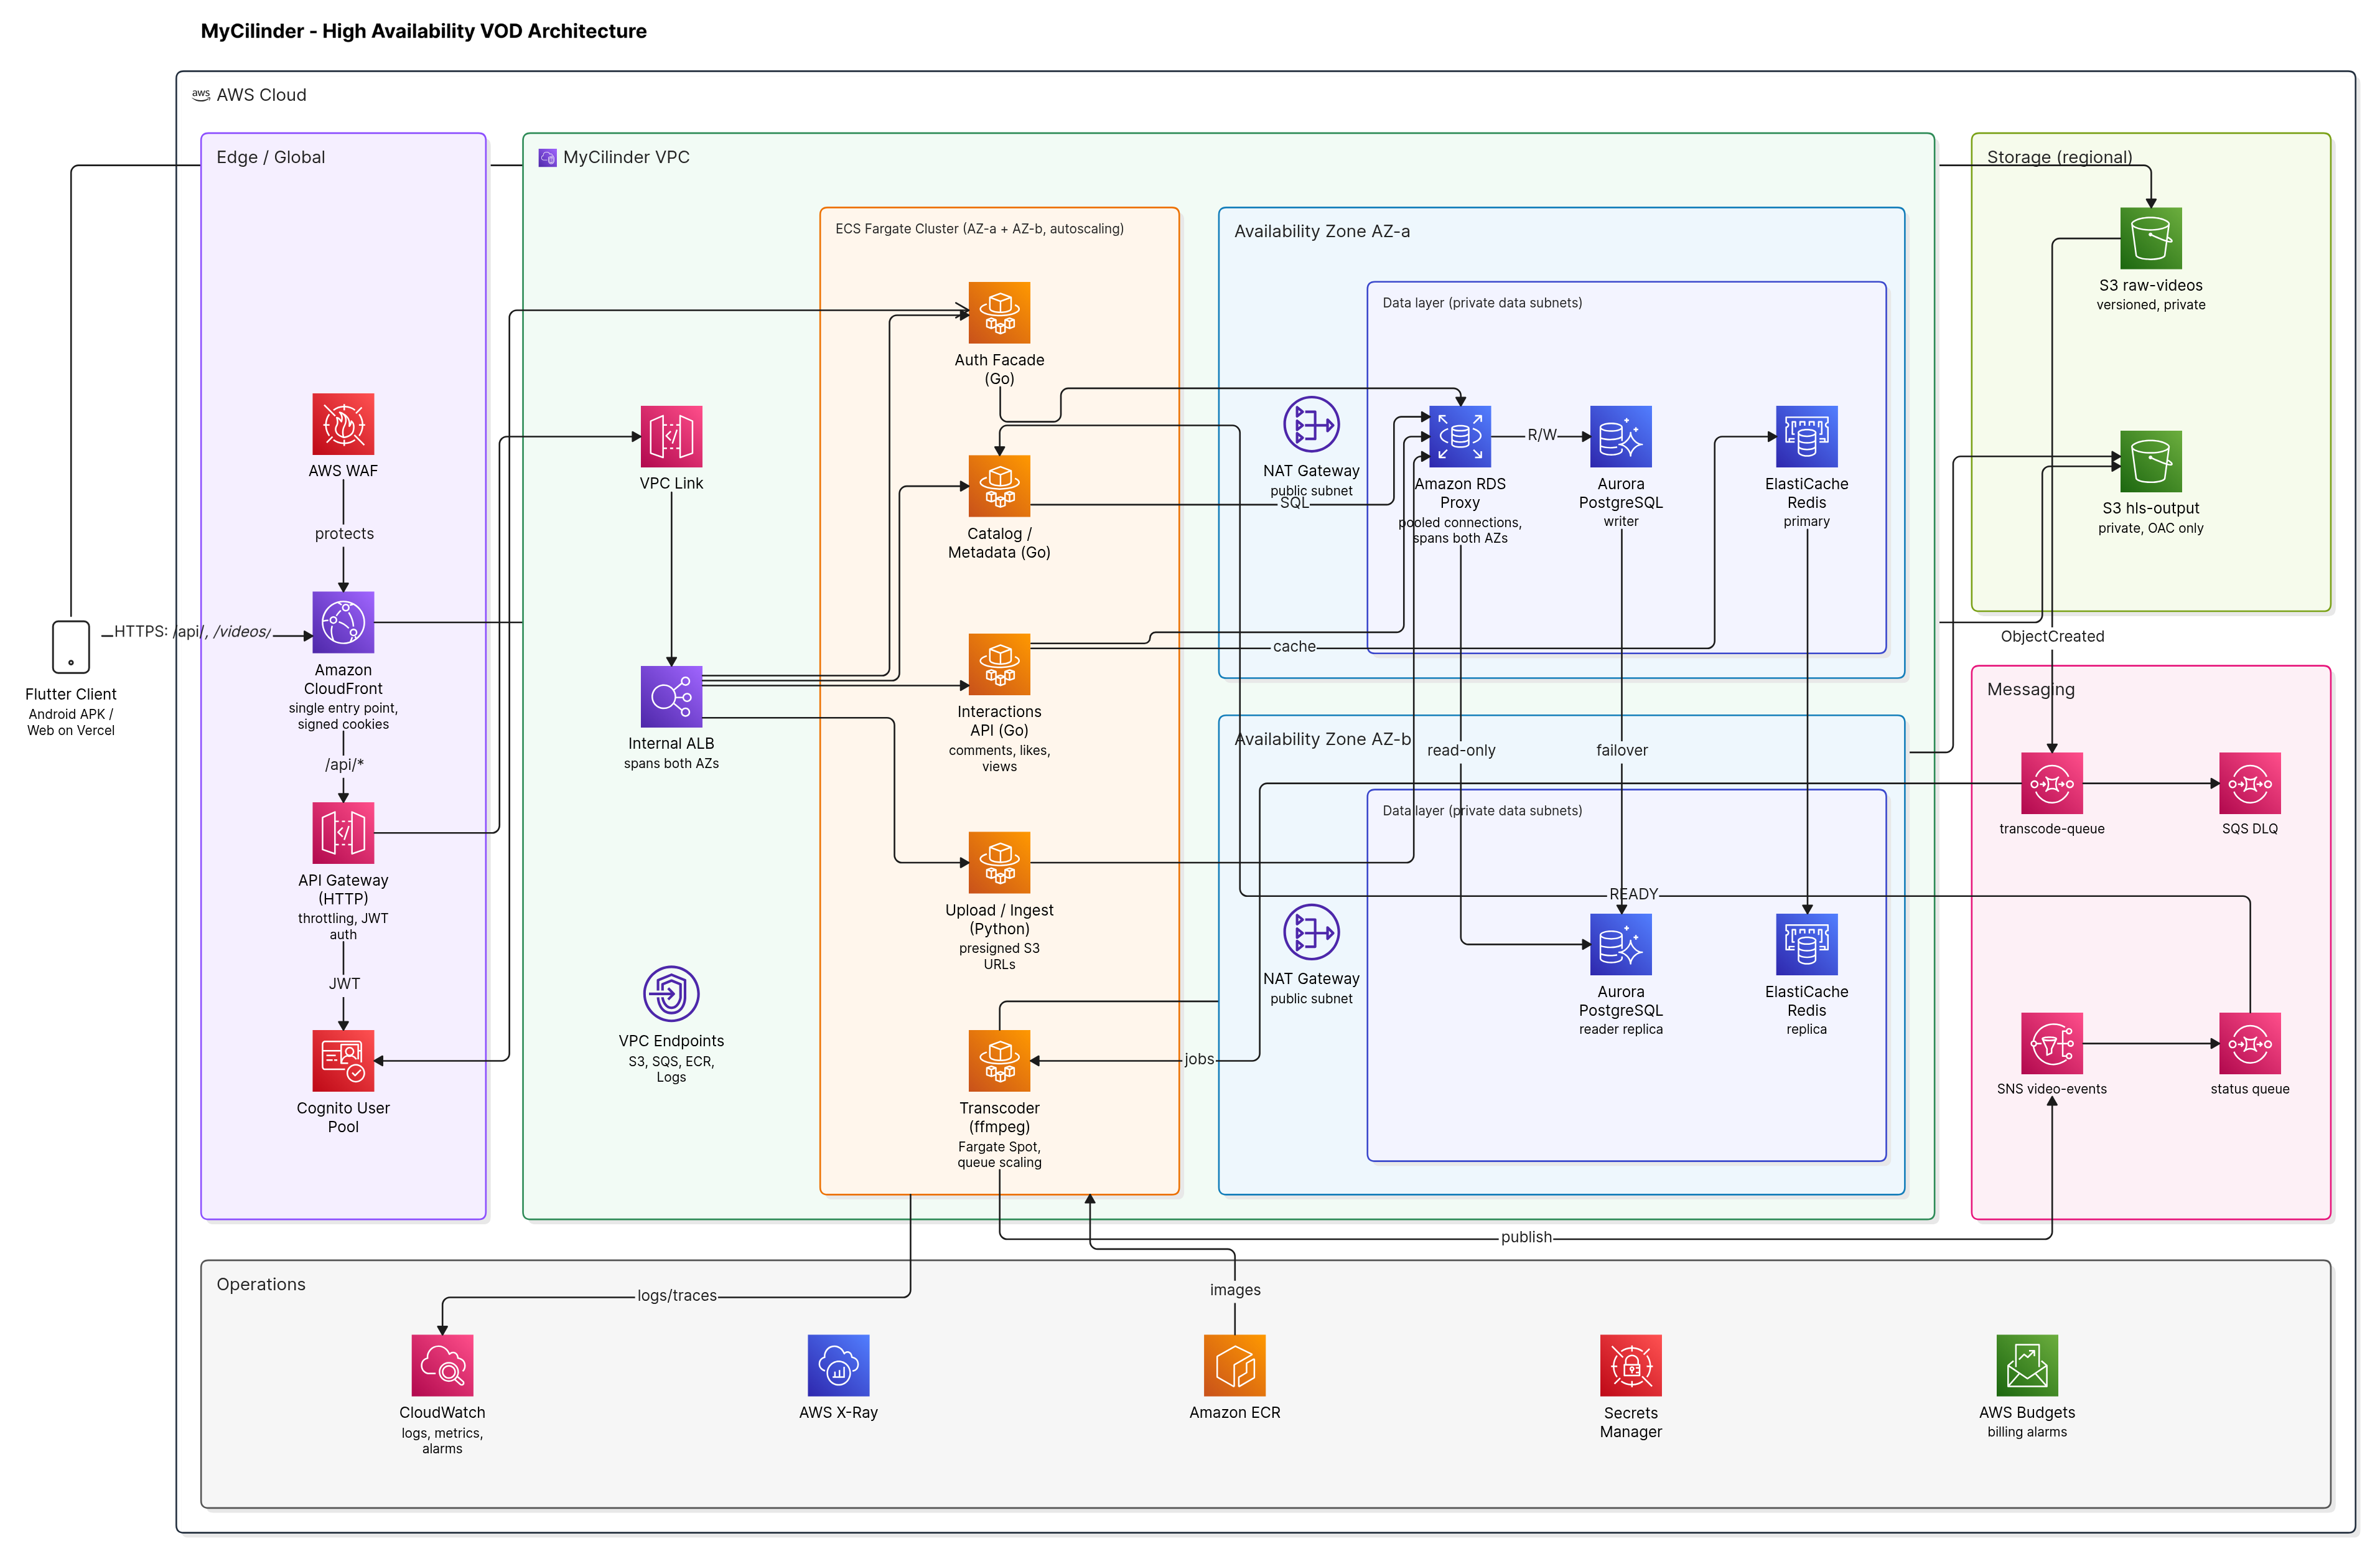 MyCilinder - High Availability VOD Architecture
aws AWS Cloud
Edge / Global
AWS WAF
protects
HTTPS: /api/, /videos/
Flutter Client
Android APK /
Web on Vercel
Amazon
CloudFront
single entry point,
signed cookies
/api/*
API Gateway
(HTTP)
throttling, JWT
auth
JWT
Cognito User
Pool
MyCilinder VPC
VPC Link
Internal ALB
spans both AZs
VPC Endpoints
S3, SQS, ECR,
Logs
ECS Fargate Cluster (AZ-a + AZ-b, autoscaling)
Auth Facade
(Go)
Catalog /
Metadata (Go)
Interactions
API (Go)
comments, likes,
views
Upload / Ingest
(Python)
presigned S3
URLs
Transcoder
(ffmpeg)
Fargate Spot,
queue scaling
Availability Zone AZ-a
NAT Gateway
public subnet
SQL
cache
Data layer (private data subnets)
Amazon RDS
Proxy
pooled connections,
spans both AZs
R/W
Aurora
PostgreSQL
writer
ElastiCache
Redis
primary
Availability Zone AZ-b
read-only
failover
Data layer (private data subnets)
READY
NAT Gateway
public subnet
jobs
Aurora
PostgreSQL
reader replica
ElastiCache
Redis
replica
Storage (regional)
S3 raw-videos
versioned, private
S3 hls-output
private, OAC only
ObjectCreated
Messaging
transcode-queue
SQS DLQ
SNS video-events
status queue
publish
Operations
logs/traces
images
CloudWatch
logs, metrics,
alarms
AWS X-Ray
Amazon ECR
Secrets
Manager
AWS Budgets
billing alarms